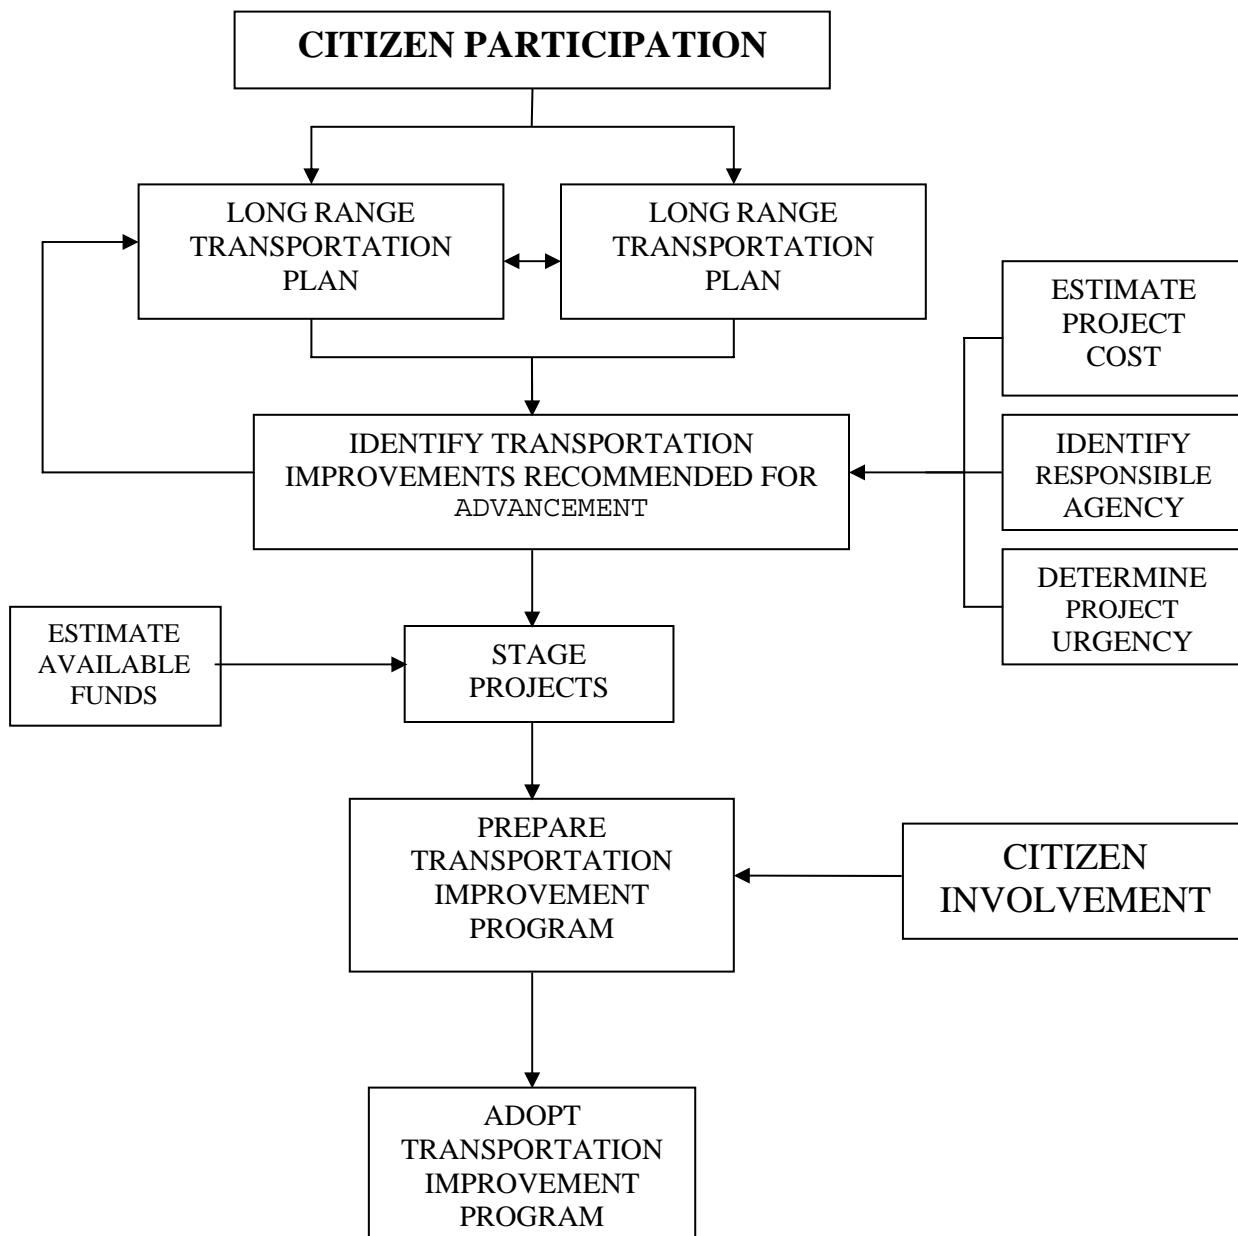 CITIZEN PARTICIPATION
LONG RANGE
TRANSPORTATION
PLAN
LONG RANGE
TRANSPORTATION
PLAN
ESTIMATE
PROJECT
COST
IDENTIFY TRANSPORTATION
IMPROVEMENTS RECOMMENDED FOR
ADVANCEMENT
IDENTIFY
RESPONSIBLE
AGENCY
DETERMINE
PROJECT
URGENCY
ESTIMATE
AVAILABLE
FUNDS
STAGE
PROJECTS
PREPARE
TRANSPORTATION
IMPROVEMENT
PROGRAM
CITIZEN
INVOLVEMENT
ADOPT
TRANSPORTATION
IMPROVEMENT
PROGRAM